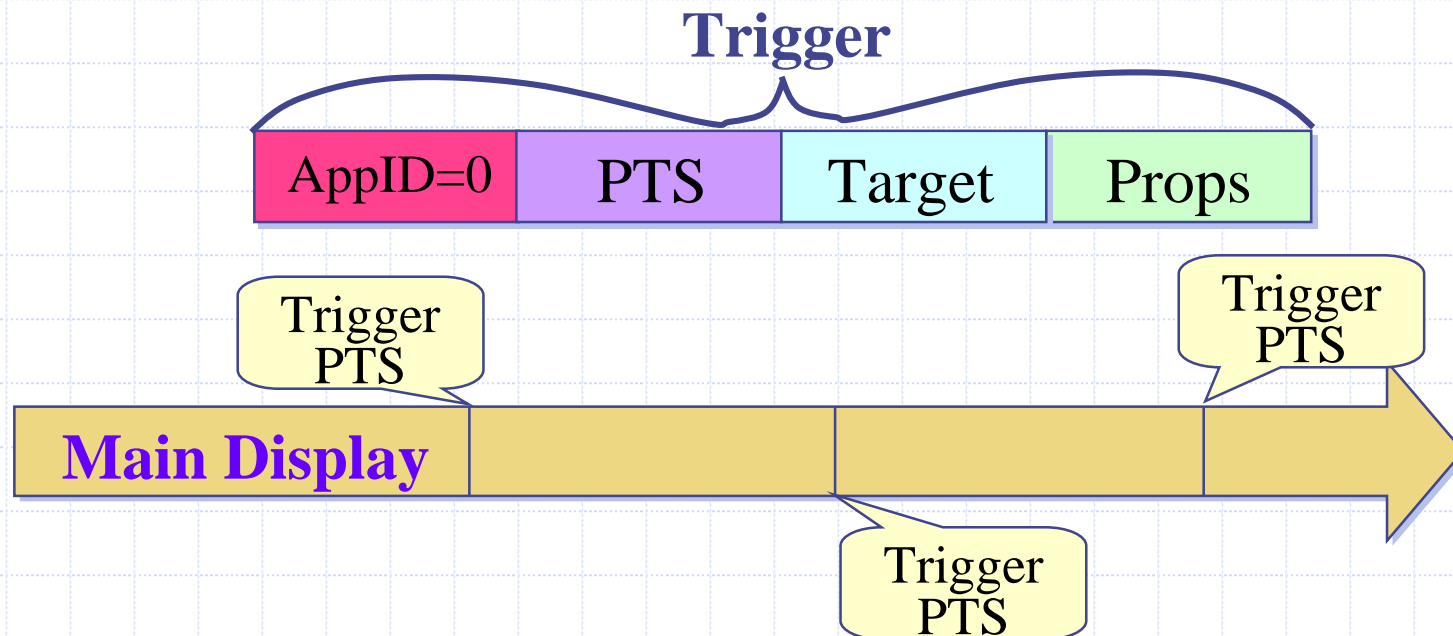 Trigger
AppID=0 PTS Target Props
Trigger
PTS
Trigger
PTS
Main Display
Trigger
PTS